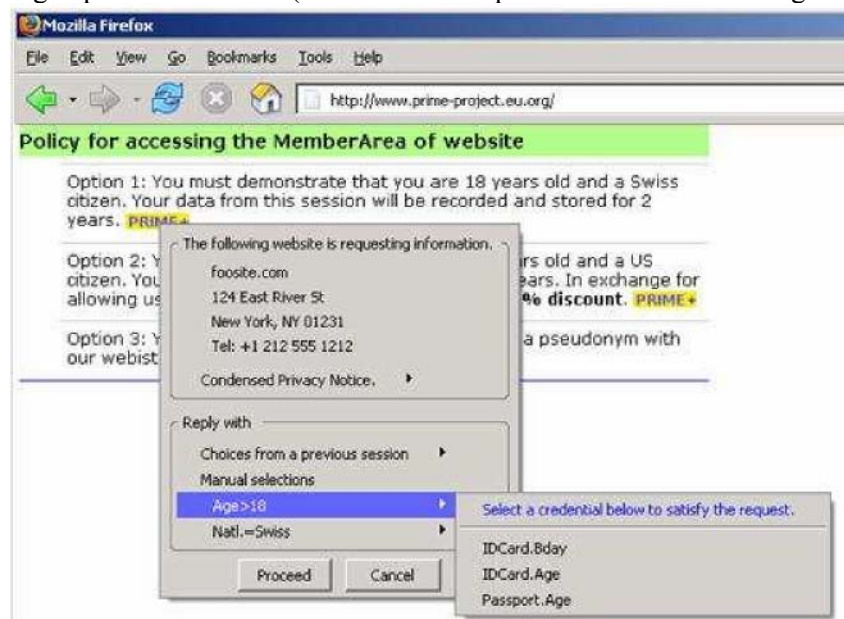 Mozilla Firefox
File Edit View Go Bookmarks Tools Help
http://www.prime-project.eu.org/
Policy for accessing the MemberArea of website
Option 1: You must demonstrate that you are 18 years old and a Swiss
citizen. Your data from this session will be recorded and stored for 2
years. PRIME+
The following website is requesting information.
foosite.com
124 East River St
New York, NY 01231
Tel: +1 212 555 1212
Condensed Privacy Notice.
Option 2: years old and a US
citizen. You years. In exchange for
allowing us % discount. PRIME+
Option 3: a pseudonym with
our webist
Reply with
Choices from a previous session
Manual selections
Age>18
Natl.=Swiss
Proceed Cancel
Select a credential below to satisfy the request.
IDCard.Bday
IDCard.Age
Passport.Age